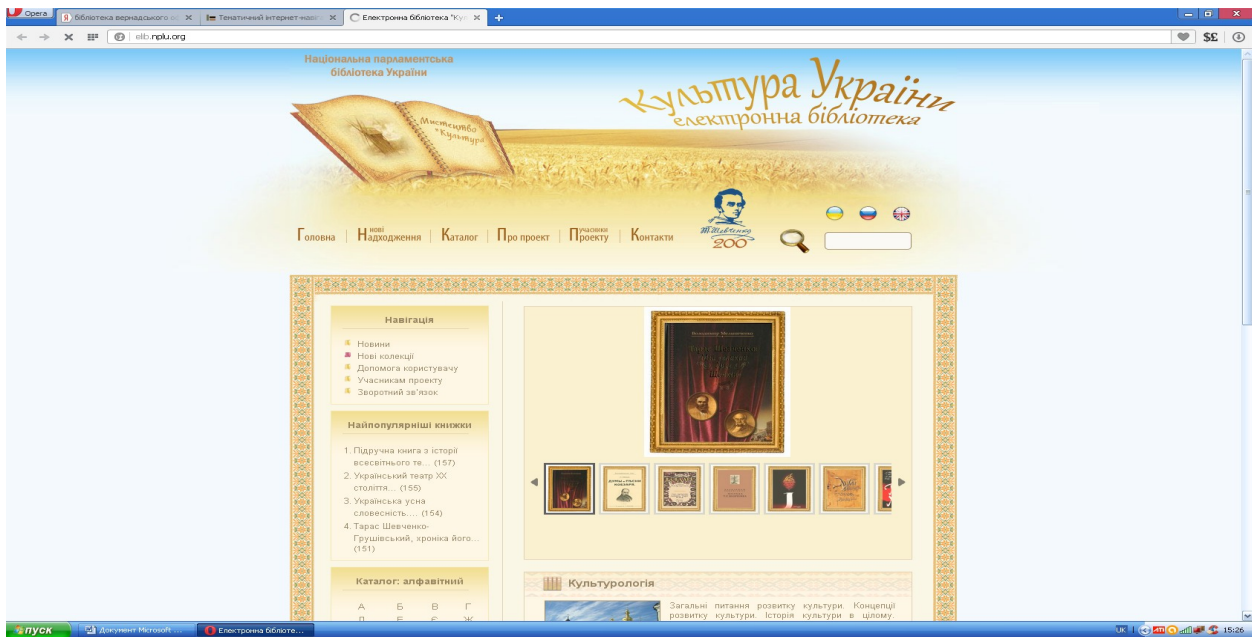 Opera
бібліотека вернадського
Тематичний інтернет-навіг
Електронна бібліотека "Кул
elib.nplu.org
Національна парламентська
бібліотека України
Мистецтво
Культура
Культура України
електронна бібліотека
Головна | Нові Надходження | Каталог | Про проект | Учасники Проекту | Контакти
Т.Шевченко
200
Навігація
Новини
Нові колекції
Допомога користувачу
Учасникам проекту
Зворотний зв'язок
Найпопулярніші книжки
1. Підручна книга з історії
всесвітнього те... (157)
2. Український театр XX
століття... (155)
3. Українська усна
словесність.... (154)
4. Тарас Шевченко-
Грушівський, хроніка його...
(151)
Каталог: алфавітний
А Б В Г
Д Е Є Ж
Культурологія
Загальні питання розвитку культури. Концепції
розвитку культури. Історія культури в цілому.
пуск
Документ Microsoft ...
Електронна бібліоте...
UK
15:26